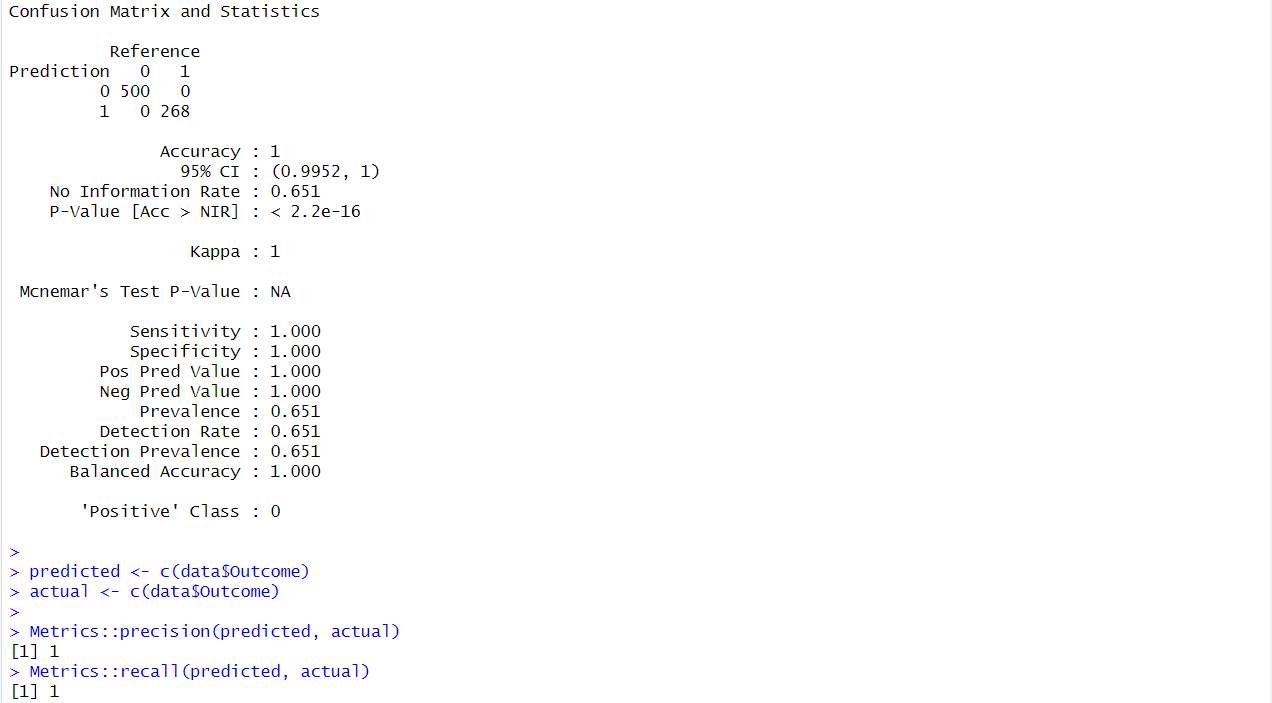 Confusion Matrix and Statistics

          Reference
Prediction   0   1
         0 500   0
         1   0 268

               Accuracy : 1
                 95% CI : (0.9952, 1)
    No Information Rate : 0.651
    P-Value [Acc > NIR] : < 2.2e-16

                  Kappa : 1

 Mcnemar's Test P-Value : NA

            Sensitivity : 1.000
            Specificity : 1.000
         Pos Pred Value : 1.000
         Neg Pred Value : 1.000
             Prevalence : 0.651
         Detection Rate : 0.651
   Detection Prevalence : 0.651
      Balanced Accuracy : 1.000

       'Positive' Class : 0

>
> predicted <- c(data$Outcome)
> actual <- c(data$Outcome)
>
> Metrics::precision(predicted, actual)
[1] 1
> Metrics::recall(predicted, actual)
[1] 1